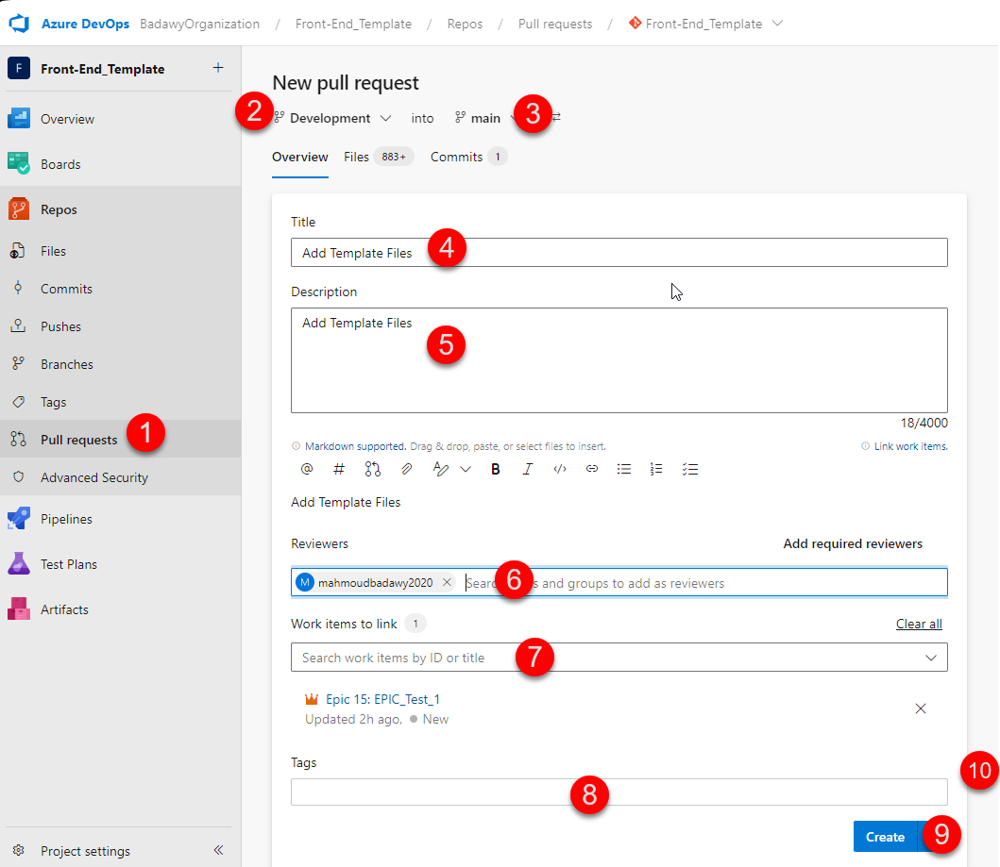 Azure DevOps BadawyOrganization / Front-End_Template / Repos / Pull requests / Front-End_Template
F Front-End_Template +
Overview
Boards
Repos
Files
Commits
Pushes
Branches
Tags
Pull requests 1
Advanced Security
Pipelines
Test Plans
Artifacts
Project settings
New pull request
2 Development into main 3
Overview Files 883+ Commits 1
Title
Add Template Files 4
Description
Add Template Files
5
18/4000
Markdown supported. Drag & drop, paste, or select files to insert. Link work items.
@ # B I </>
Add Template Files
Reviewers Add required reviewers
M mahmoudbadawy2020 6 and groups to add as reviewers
Work items to link 1 Clear all
Search work items by ID or title 7
Epic 15: EPIC_Test_1
Updated 2h ago, New
Tags
8
10
Create 9